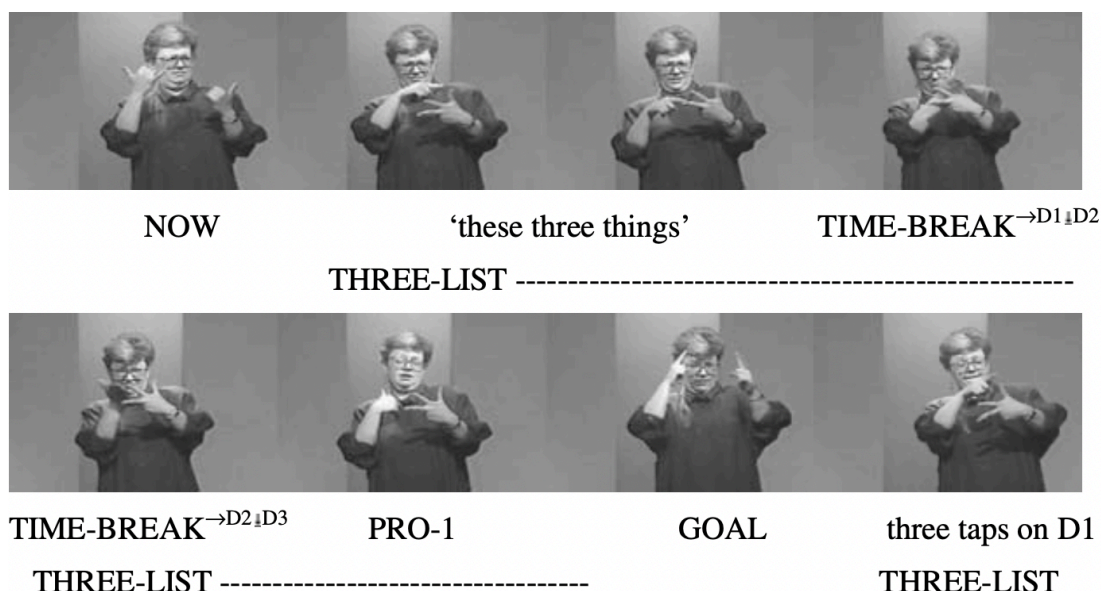 NOW ‘these three things’ TIME-BREAK→D1↓D2
THREE-LIST ------------------------------------------------------
TIME-BREAK→D2↓D3 PRO-1 GOAL three taps on D1
THREE-LIST ------------------------------------ THREE-LIST